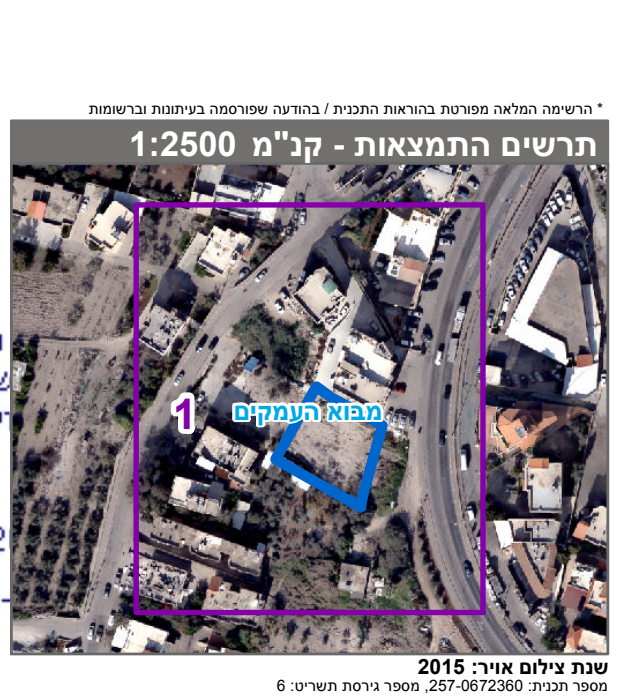 * הרשימה המלאה מפורטת בהוראות התכנית / בהודעה שפורסמה בעיתונות וברשומות
תרשים התמצאות - קנ"מ 1:2500
מבוא העמקים
1
שנת צילום אויר: 2015
מספר תכנית: 257-0672360, מספר גירסת תשריט: 6